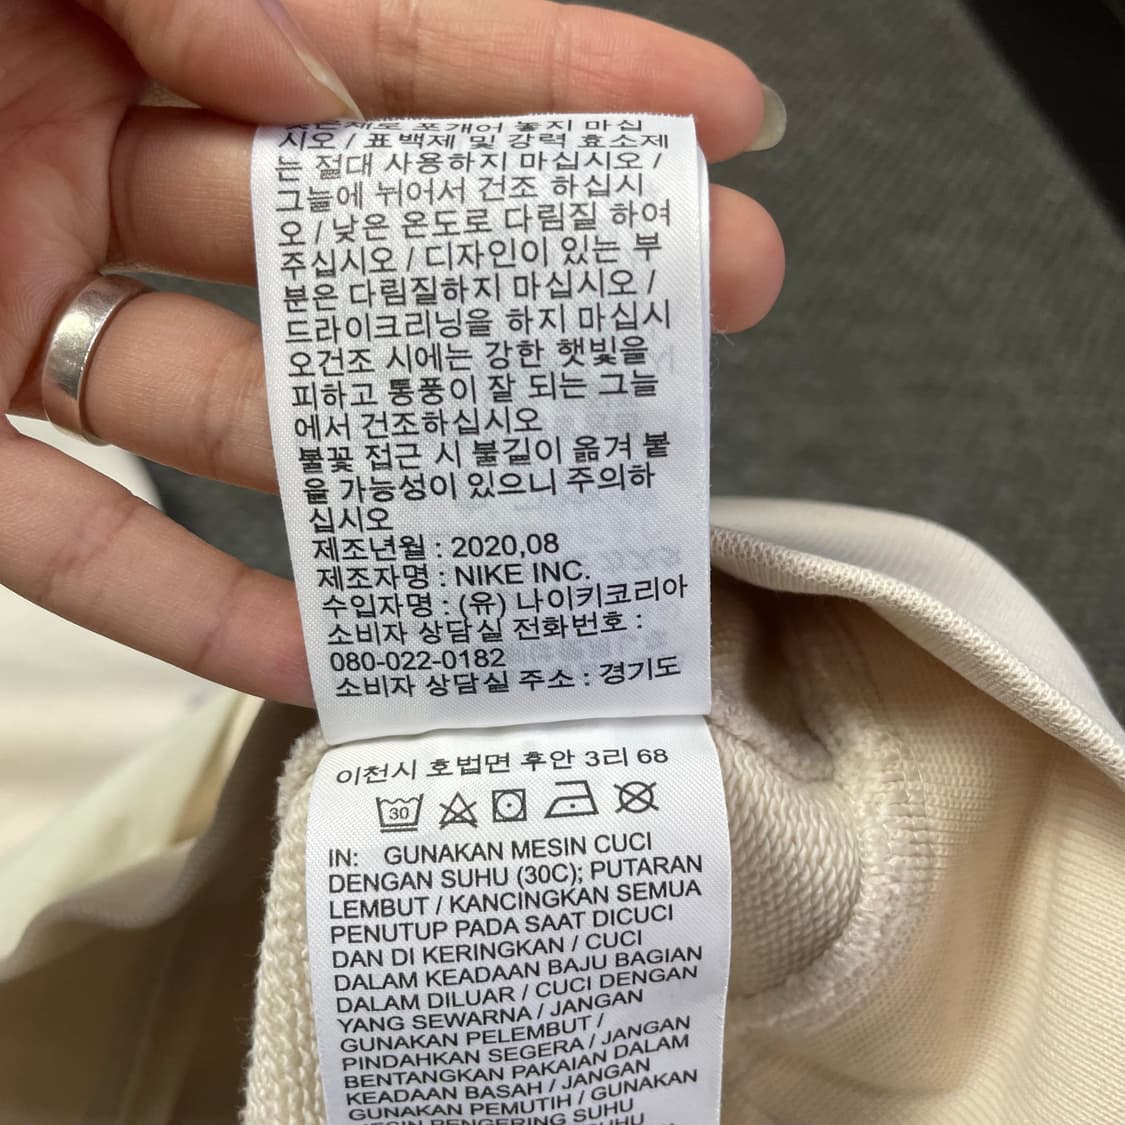 포개어 놓지 마십
시오 / 표백제 및 강력 효소제
는 절대 사용하지 마십시오 /
그늘에 뉘어서 건조 하십시
오 / 낮은 온도로 다림질 하여
주십시오 / 디자인이 있는 부
분은 다림질하지 마십시오 /
드라이크리닝을 하지 마십시
오건조 시에는 강한 햇빛을
피하고 통풍이 잘 되는 그늘
에서 건조하십시오
불꽃 접근 시 불길이 옮겨 붙
을 가능성이 있으니 주의하
십시오
제조년월 : 2020,08
제조자명 : NIKE INC.
수입자명 : (유) 나이키코리아
소비자 상담실 전화번호 :
080-022-0182
소비자 상담실 주소 : 경기도
이천시 호법면 후안 3리 68
30
IN: GUNAKAN MESIN CUCI
DENGAN SUHU (30C); PUTARAN
LEMBUT / KANCINGKAN SEMUA
PENUTUP PADA SAAT DICUCI
DAN DI KERINGKAN / CUCI
DALAM KEADAAN BAJU BAGIAN
DALAM DILUAR / CUCI DENGAN
YANG SEWARNA / JANGAN
GUNAKAN PELEMBUT /
PINDAHKAN SEGERA / JANGAN
BENTANGKAN PAKAIAN DALAM
KEADAAN BASAH / JANGAN
GUNAKAN PEMUTIH / GUNAKAN
MESIN PENGERING SUHU